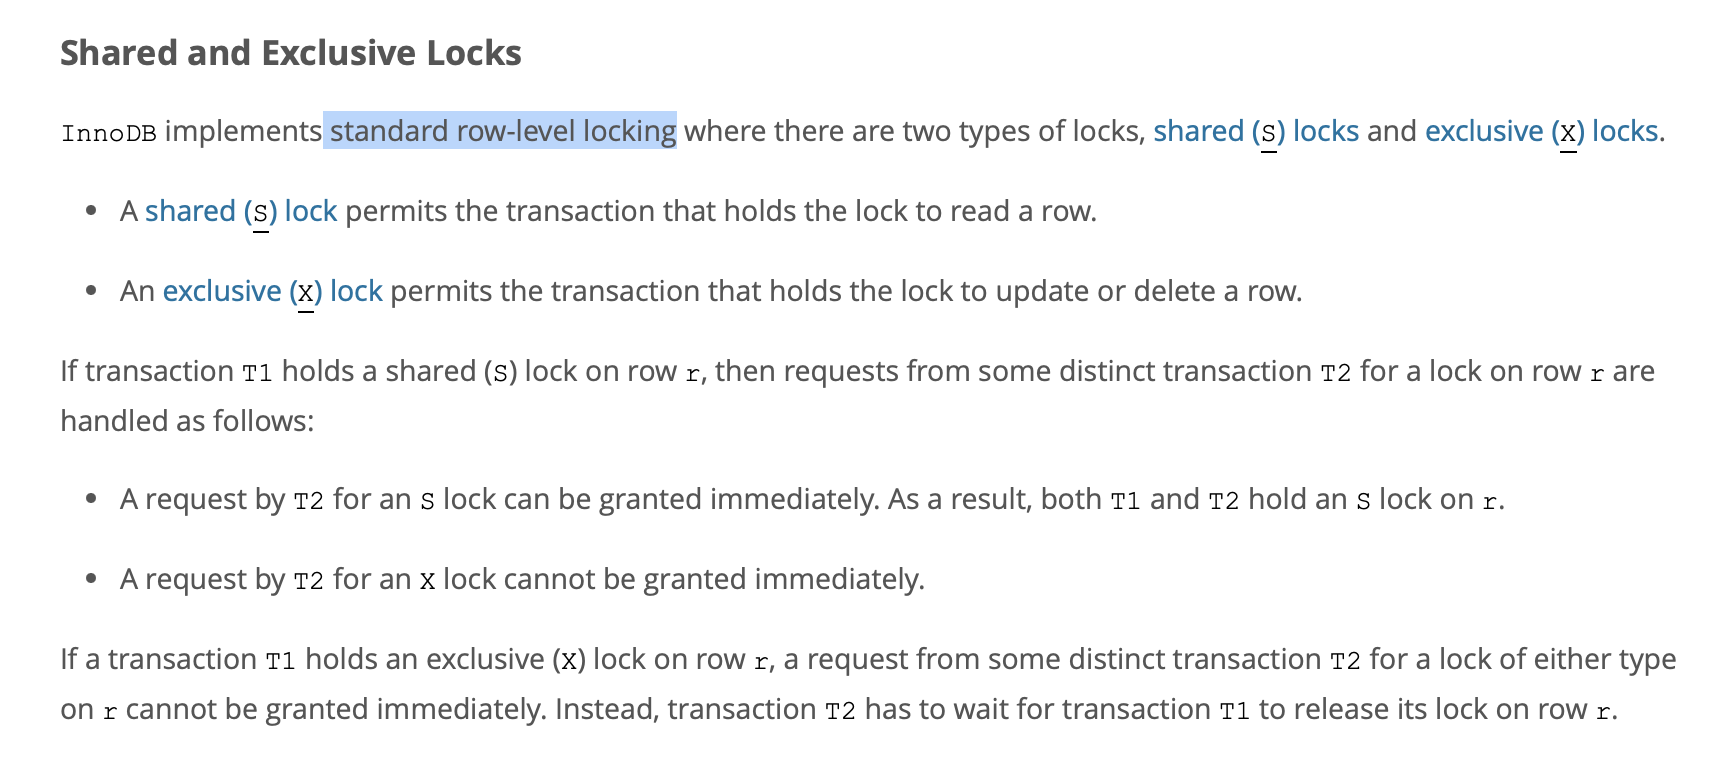 Shared and Exclusive Locks
InnoDB implements standard row-level locking where there are two types of locks, shared (S) locks and exclusive (X) locks.
• A shared (S) lock permits the transaction that holds the lock to read a row.
• An exclusive (X) lock permits the transaction that holds the lock to update or delete a row.
If transaction T1 holds a shared (S) lock on row r, then requests from some distinct transaction T2 for a lock on row r are
handled as follows:
• A request by T2 for an S lock can be granted immediately. As a result, both T1 and T2 hold an S lock on r.
• A request by T2 for an X lock cannot be granted immediately.
If a transaction T1 holds an exclusive (X) lock on row r, a request from some distinct transaction T2 for a lock of either type
on r cannot be granted immediately. Instead, transaction T2 has to wait for transaction T1 to release its lock on row r.